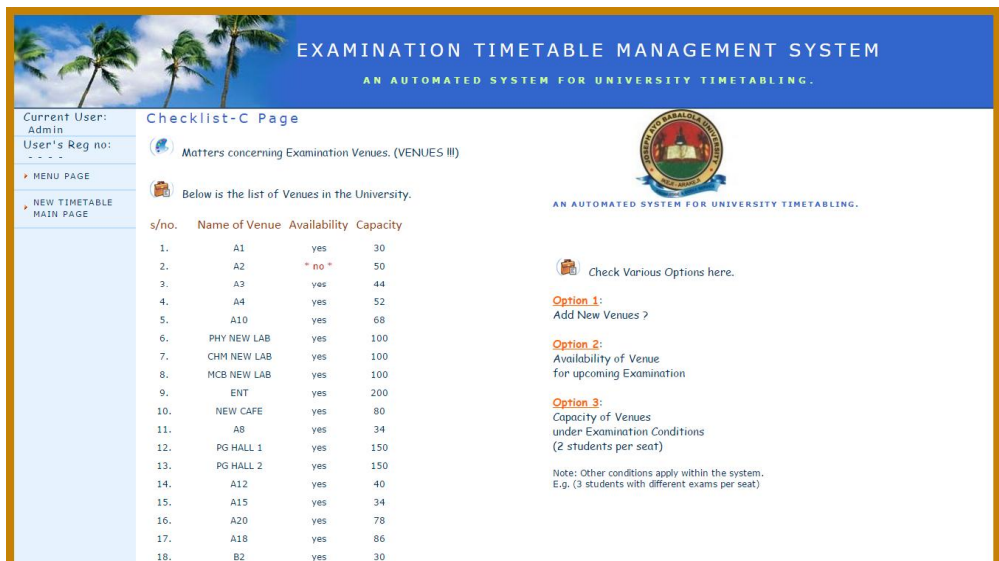 EXAMINATION TIMETABLE MANAGEMENT SYSTEM
AN AUTOMATED SYSTEM FOR UNIVERSITY TIMETABLING.
Current User:
Admin
User's Reg no:
- - - -
MENU PAGE
NEW TIMETABLE
MAIN PAGE
Checklist-C Page
Matters concerning Examination Venues. (VENUES !!!)
Below is the list of Venues in the University.
s/no. Name of Venue Availability Capacity
1. A1 yes 30
2. A2 * no * 50
3. A3 yes 44
4. A4 yes 52
5. A10 yes 68
6. PHY NEW LAB yes 100
7. CHM NEW LAB yes 100
8. MCB NEW LAB yes 100
9. ENT yes 200
10. NEW CAFE yes 80
11. A8 yes 34
12. PG HALL 1 yes 150
13. PG HALL 2 yes 150
14. A12 yes 40
15. A15 yes 34
16. A20 yes 78
17. A18 yes 86
18. B2 yes 30
JOSEPH AYO BABALOLA UNIVERSITY
AN AUTOMATED SYSTEM FOR UNIVERSITY TIMETABLING.
Check Various Options here.
Option 1:
Add New Venues ?
Option 2:
Availability of Venue
for upcoming Examination
Option 3:
Capacity of Venues
under Examination Conditions
(2 students per seat)
Note: Other conditions apply within the system.
E.g. (3 students with different exams per seat)